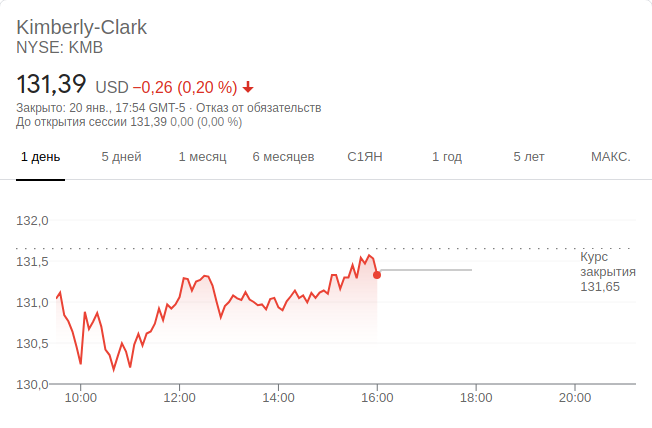 Kimberly-Clark
NYSE: KMB
131,39 USD −0,26 (0,20 %)
Закрыто: 20 янв., 17:54 GMT-5 · Отказ от обязательств
До открытия сессии 131,39 0,00 (0,00 %)
1 день 5 дней 1 месяц 6 месяцев С1ЯН 1 год 5 лет МАКС.
132,0
131,5
131,0
130,5
130,0
Курс
закрытия
131,65
10:00 12:00 14:00 16:00 18:00 20:00